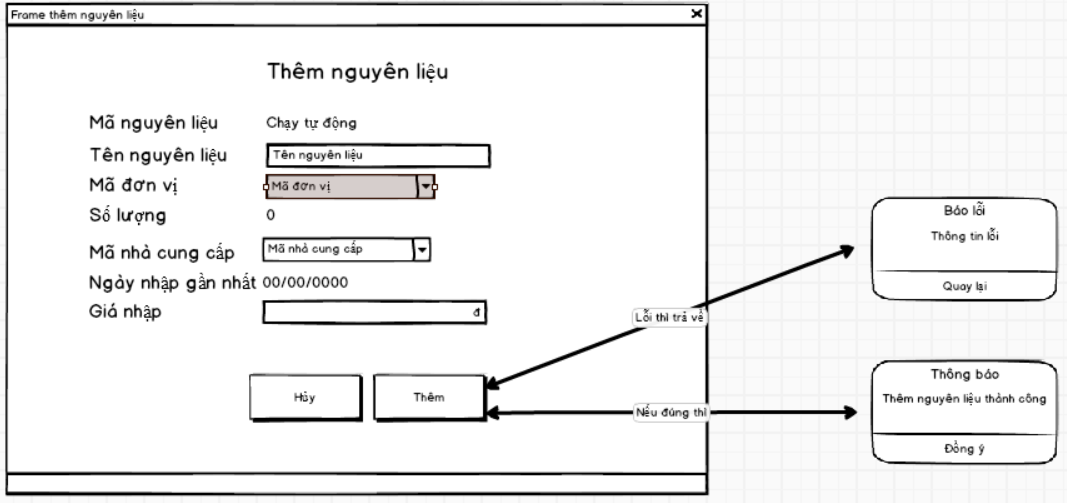 Frame thêm nguyên liệu
Thêm nguyên liệu
Mã nguyên liệu Chạy tự động
Tên nguyên liệu Tên nguyên liệu
Mã đơn vị Mã đơn vị
Số lượng 0
Mã nhà cung cấp Mã nhà cung cấp
Ngày nhập gần nhất 00/00/0000
Giá nhập đ
Hủy Thêm
Lỗi thì trả về
Nếu đúng thì
Báo lỗi
Thông tin lỗi
Quay lại
Thông báo
Thêm nguyên liệu thành công
Đồng ý